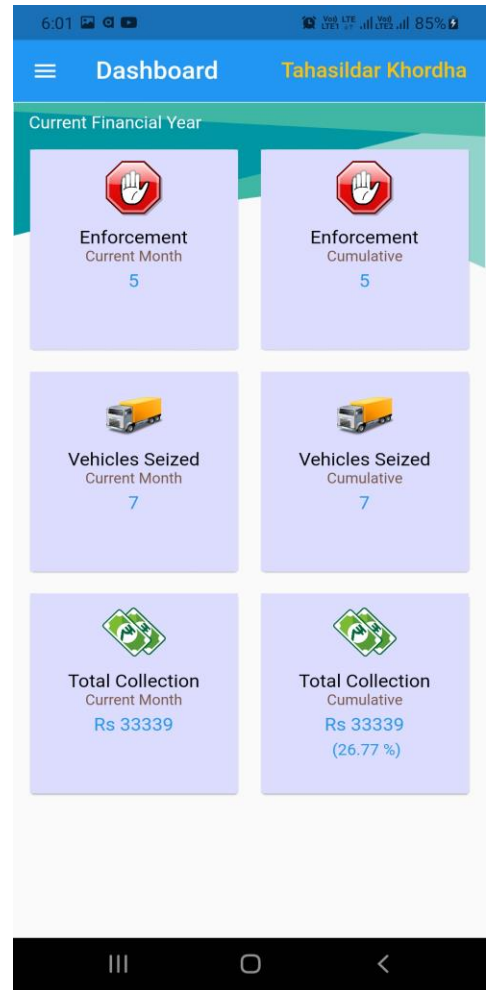 6:01
85%
Dashboard
Tahasildar Khordha
Current Financial Year
Enforcement
Current Month
5
Enforcement
Cumulative
5
Vehicles Seized
Current Month
7
Vehicles Seized
Cumulative
7
Total Collection
Current Month
Rs 33339
Total Collection
Cumulative
Rs 33339
(26.77 %)